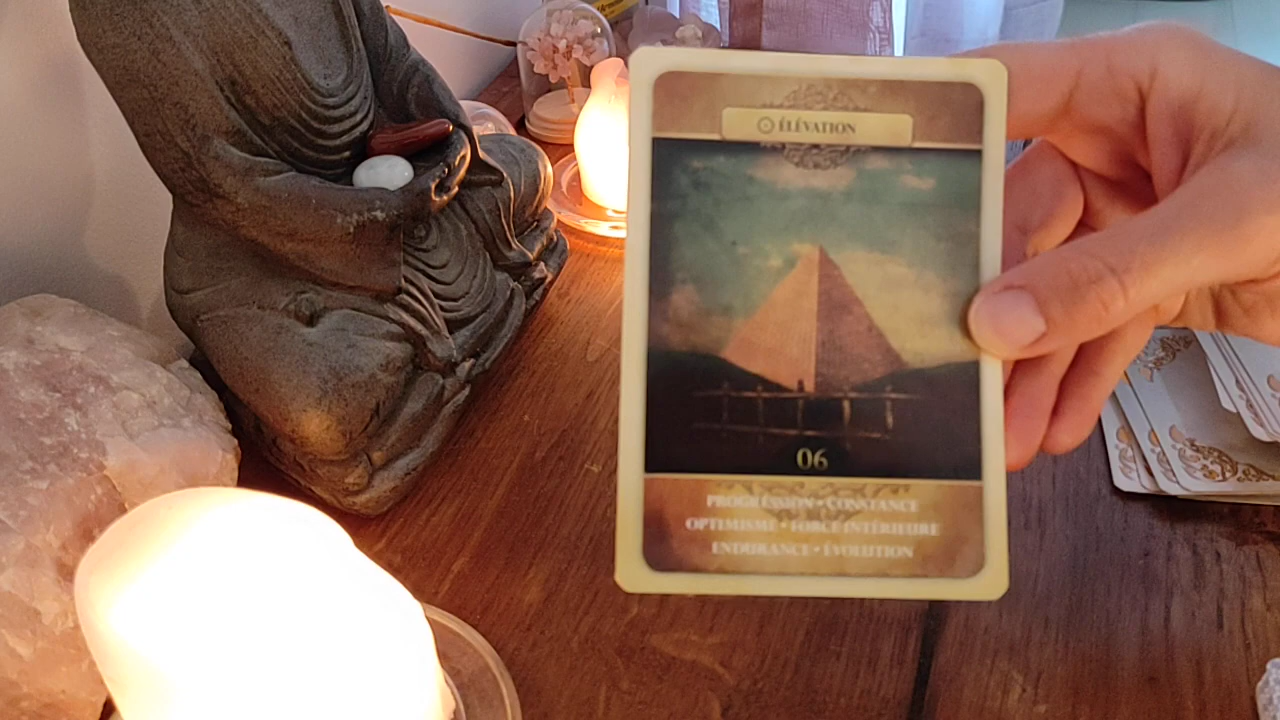 ÉLÉVATION
06
PROGRESSION • CONSTANCE
OPTIMISME • FORCE INTÉRIEURE
ENDURANCE • ÉVOLUTION